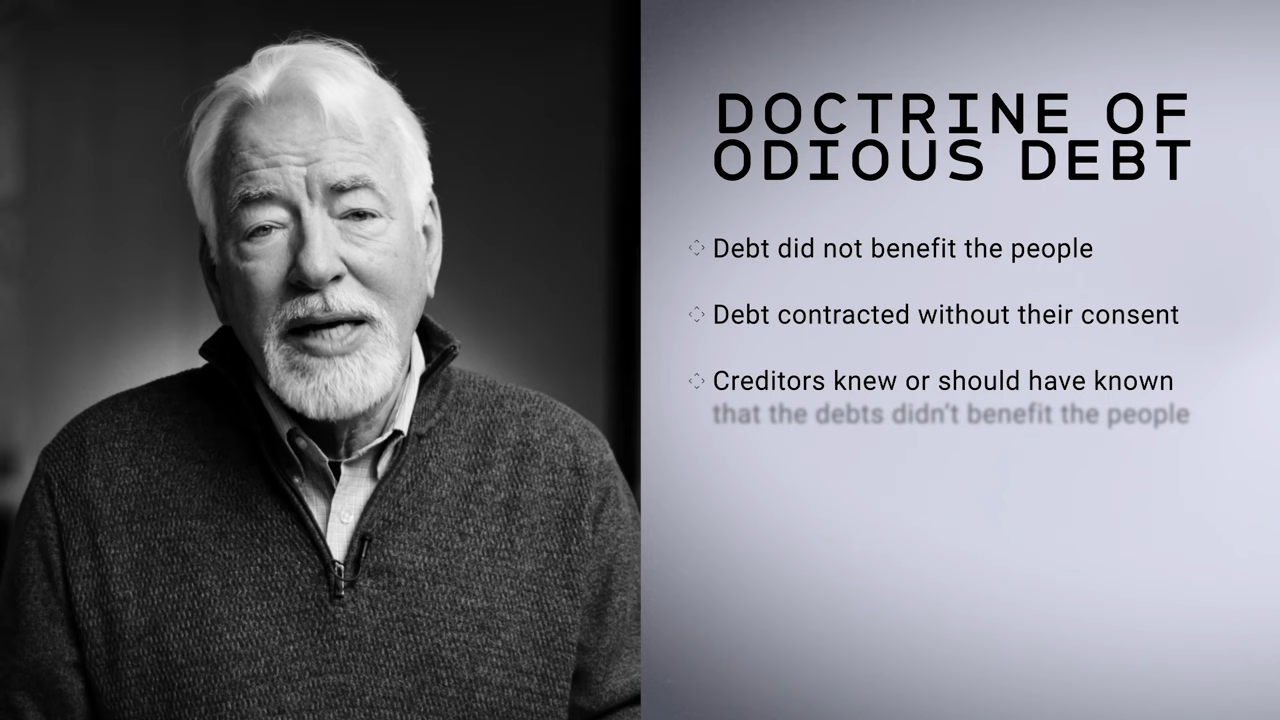 DOCTRINE OF
ODIOUS DEBT
Debt did not benefit the people
Debt contracted without their consent
Creditors knew or should have known
that the debts didn't benefit the people